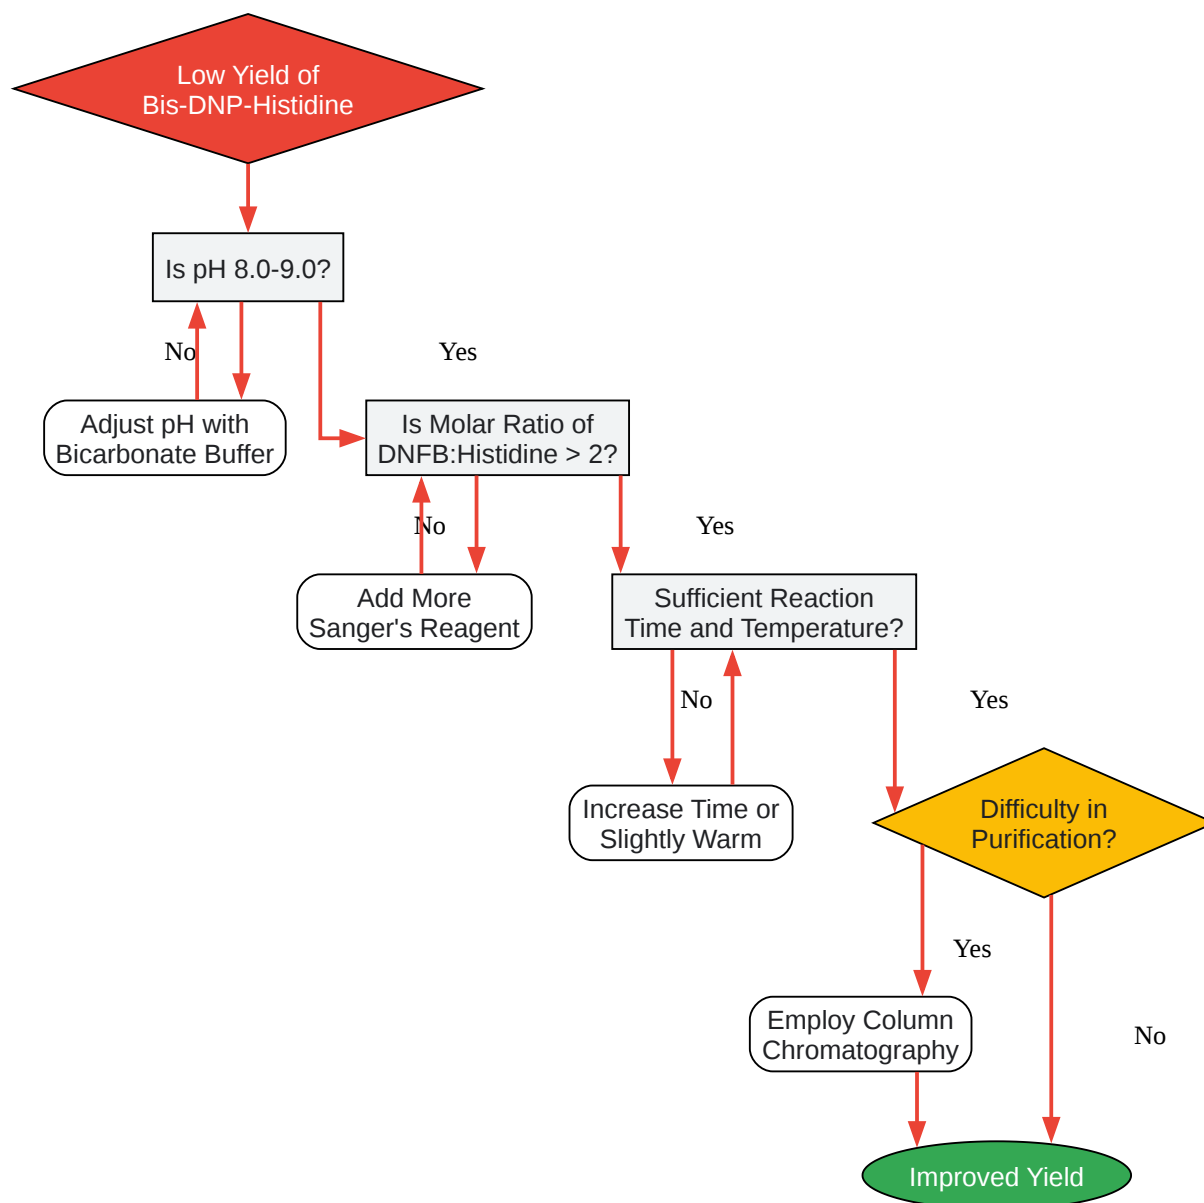 Low Yield of
Bis-DNP-Histidine
Is pH 8.0-9.0?
No
Yes
Adjust pH with
Bicarbonate Buffer
Is Molar Ratio of
DNFB:Histidine > 2?
No
Yes
Add More
Sanger's Reagent
Sufficient Reaction
Time and Temperature?
No
Yes
Increase Time or
Slightly Warm
Difficulty in
Purification?
Yes
No
Employ Column
Chromatography
Improved Yield